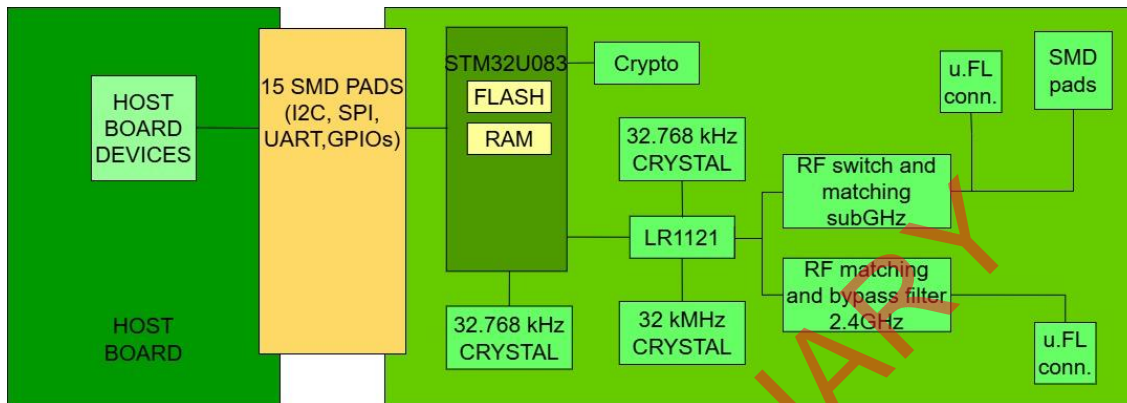 HOST
BOARD
DEVICES
HOST
BOARD
15 SMD PADS
(I2C, SPI,
UART,GPIOs)
STM32U083
FLASH
RAM
Crypto
32.768 kHz
CRYSTAL
32.768 kHz
CRYSTAL
LR1121
32 kMHz
CRYSTAL
RF switch and
matching
subGHz
RF matching
and bypass filter
2.4GHz
u.FL
conn.
SMD
pads
u.FL
conn.
NARY